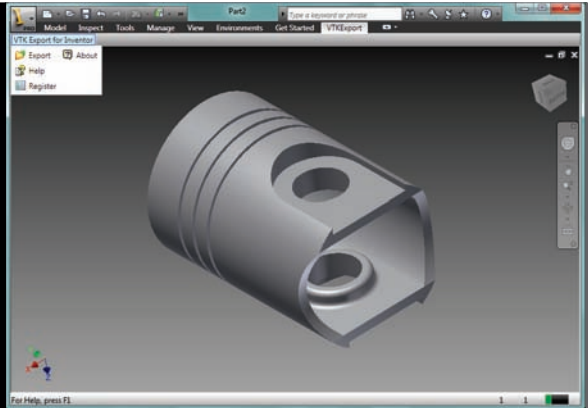 Part2
Type a keyword or phrase
PRO
Model Inspect Tools Manage View Environments Get Started VTKExport
VTK Export for Inventor
Export About
Help
Register
For Help, press F1
1 1